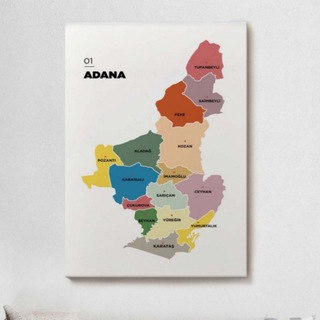 01
ADANA
TUFANBEYLİ
SAİMBEYLİ
FEKE
KOZAN
ALADAĞ
POZANTI
İMAMOĞLU
KARAİSALI
CEYHAN
SARIÇAM
ÇUKUROVA
SEYHAN
YÜREĞİR
YUMURTALIK
KARATAŞ